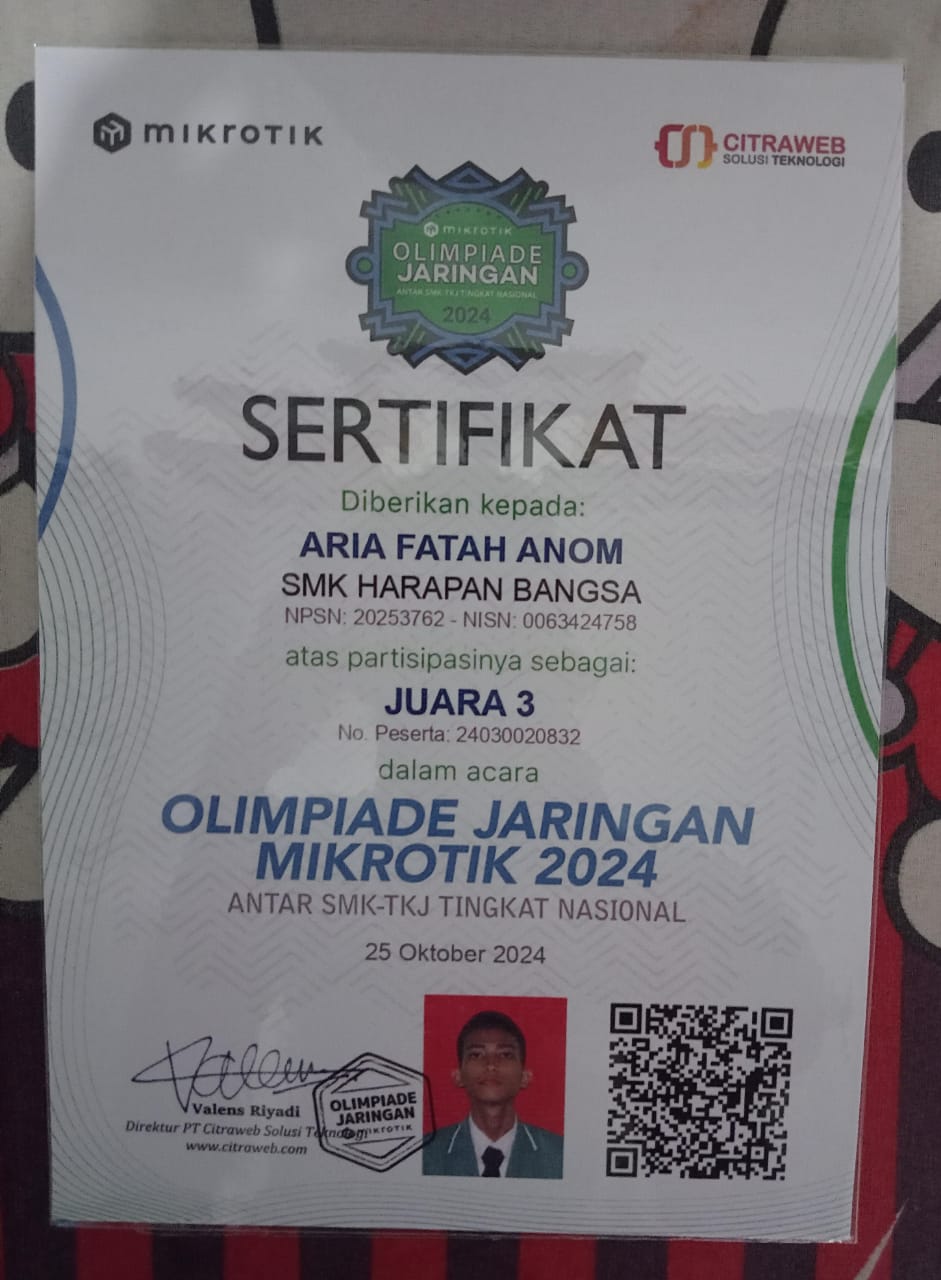 MIKROTIK
CITRAWEB
SOLUSI TEKNOLOGI
MIKROTIK
OLIMPIADE
JARINGAN
ANTAR SMK-TKJ TINGKAT NASIONAL
2024
SERTIFIKAT
Diberikan kepada:
ARIA FATAH ANOM
SMK HARAPAN BANGSA
NPSN: 20253762 - NISN: 0063424758
atas partisipasinya sebagai:
JUARA 3
No. Peserta: 24030020832
dalam acara
OLIMPIADE JARINGAN
MIKROTIK 2024
ANTAR SMK-TKJ TINGKAT NASIONAL
25 Oktober 2024
Valens Riyadi
Direktur PT Citraweb Solusi Teknologi
www.citraweb.com
OLIMPIADE
JARINGAN
MIKROTIK